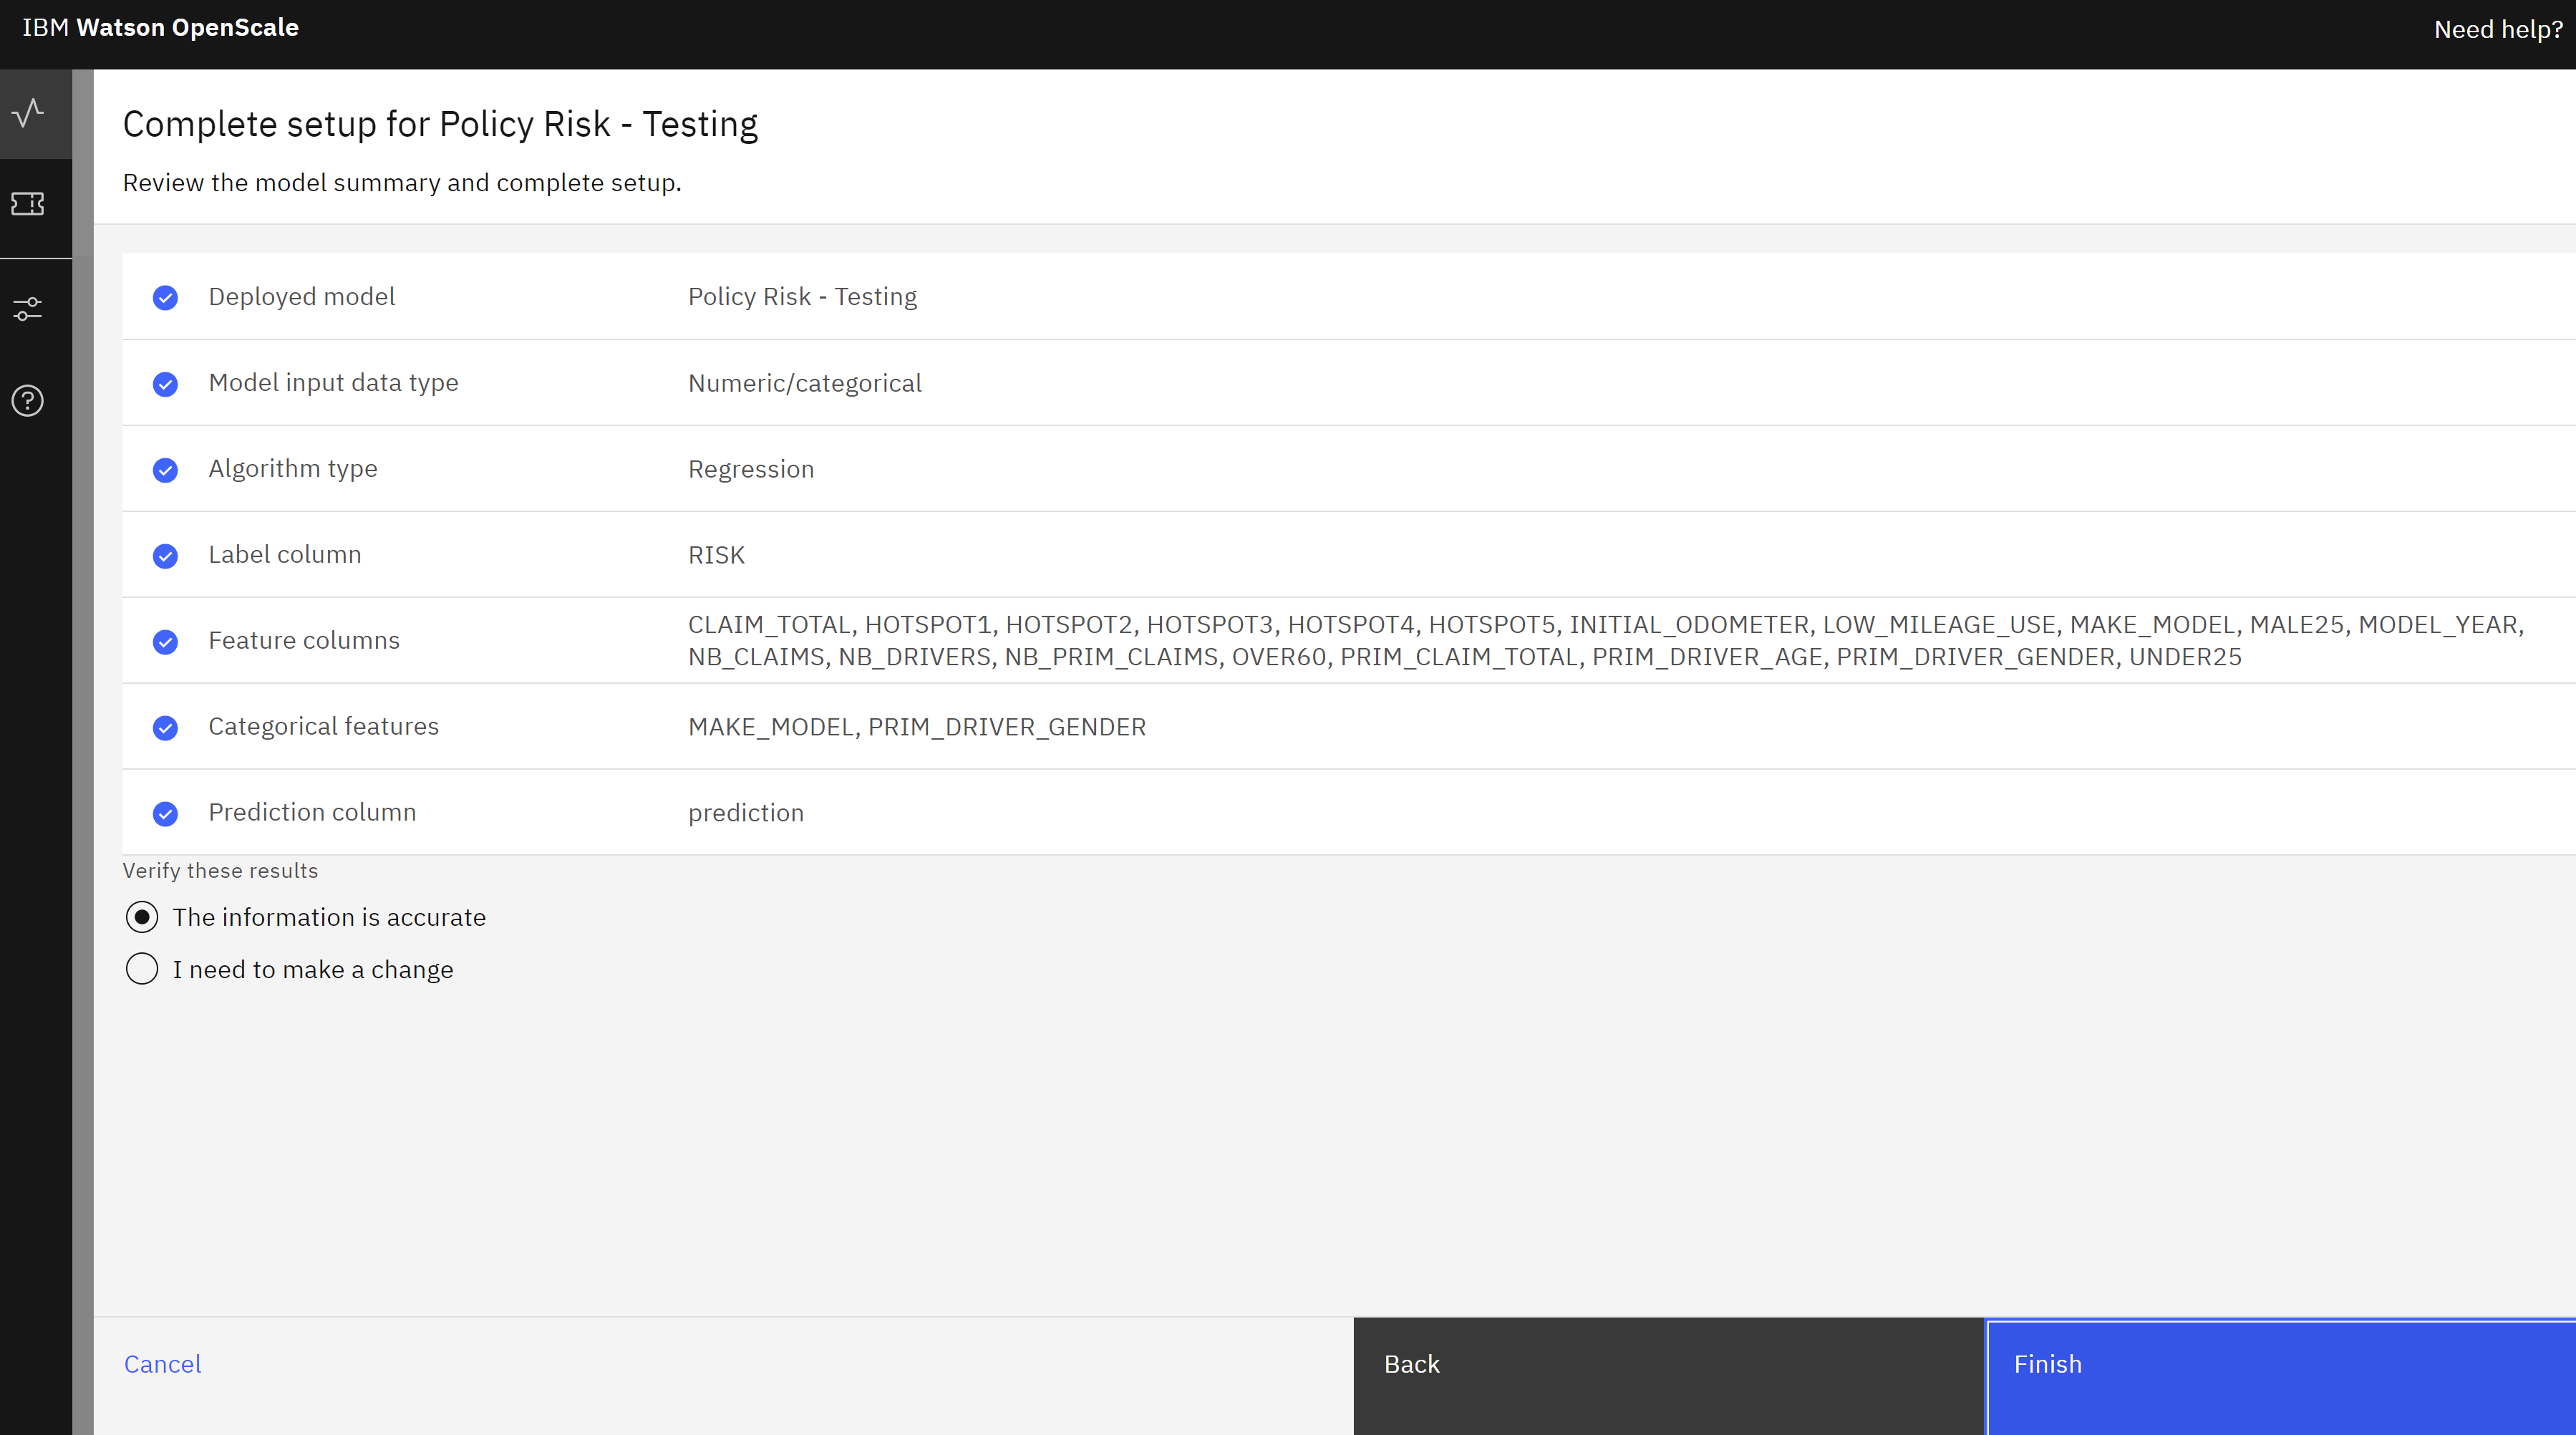 IBM Watson OpenScale
Need help?
Complete setup for Policy Risk - Testing
Review the model summary and complete setup.
Deployed model
Policy Risk - Testing
Model input data type
Numeric/categorical
Algorithm type
Regression
Label column
RISK
Feature columns
CLAIM_TOTAL, HOTSPOT1, HOTSPOT2, HOTSPOT3, HOTSPOT4, HOTSPOT5, INITIAL_ODOMETER, LOW_MILEAGE_USE, MAKE_MODEL, MALE25, MODEL_YEAR,
NB_CLAIMS, NB_DRIVERS, NB_PRIM_CLAIMS, OVER60, PRIM_CLAIM_TOTAL, PRIM_DRIVER_AGE, PRIM_DRIVER_GENDER, UNDER25
Categorical features
MAKE_MODEL, PRIM_DRIVER_GENDER
Prediction column
prediction
Verify these results
The information is accurate
I need to make a change
Cancel
Back
Finish